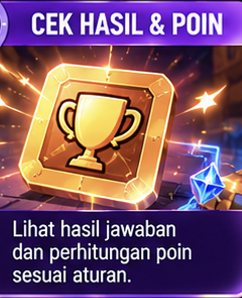 CEK HASIL & POIN
Lihat hasil jawaban
dan perhitungan poin
sesuai aturan.